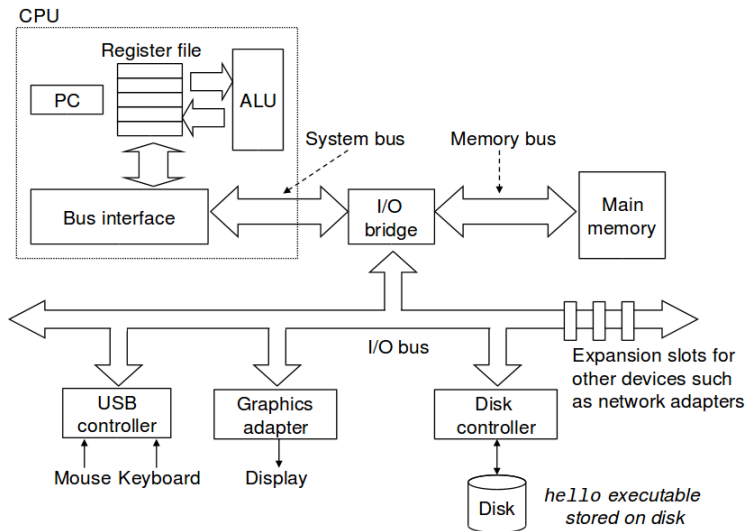 CPU
Register file
PC
ALU
System bus
Memory bus
Bus interface
I/O
bridge
Main
memory
I/O bus
Expansion slots for
other devices such
as network adapters
USB
controller
Graphics
adapter
Disk
controller
Mouse Keyboard
Display
Disk
hello executable
stored on disk